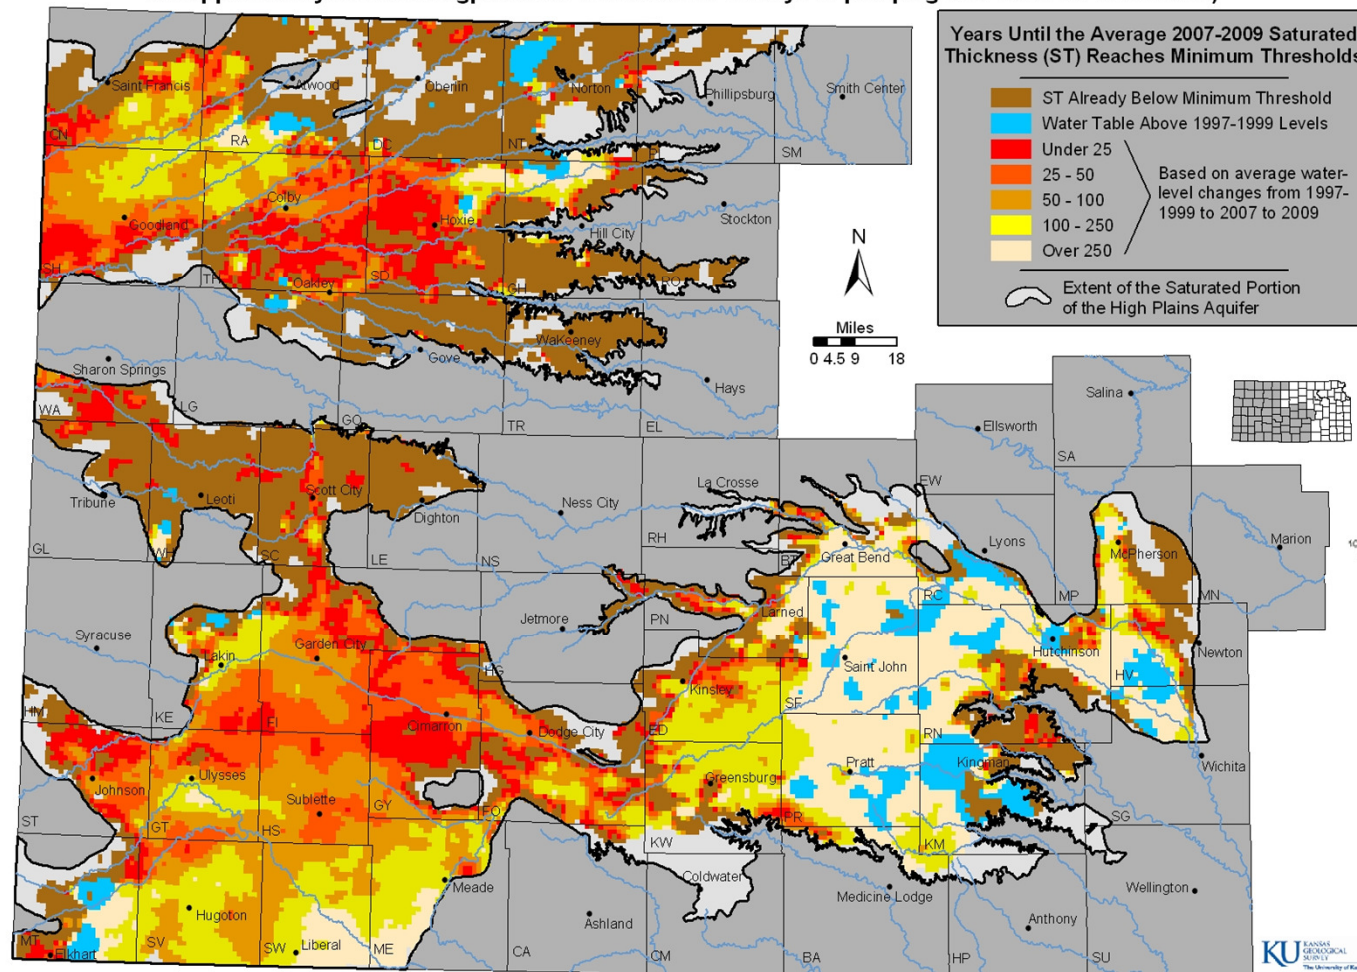 Years Until the Average 2007-2009 Saturated
Thickness (ST) Reaches Minimum Thresholds
ST Already Below Minimum Threshold
Water Table Above 1997-1999 Levels
Under 25
25 - 50
50 - 100
100 - 250
Over 250
Based on average water-
level changes from 1997-
1999 to 2007 to 2009
Extent of the Saturated Portion
of the High Plains Aquifer
N
Miles
0 4.5 9 18
Saint Francis
Atwood
Oberlin
Norton
Phillipsburg
Smith Center
CN
RA
DC
NT
SM
Colby
Goodland
Hoxie
Hill City
Stockton
SH
TH
SD
GH
RO
Oakley
WaKeeney
Gove
Hays
Sharon Springs
WA
LG
GO
TR
EL
Salina
Ellsworth
SA
Tribune
Leoti
Scott City
Dighton
Ness City
La Crosse
EW
GL
WH
SC
LE
NS
RH
BT
Great Bend
Lyons
McPherson
Marion
RC
MP
MN
Syracuse
Lakin
Garden City
Jetmore
PN
Larned
Saint John
Hutchinson
Newton
HV
HM
KE
FI
HG
Kinsley
SF
Cimarron
Dodge City
ED
RN
Johnson
Ulysses
Sublette
Greensburg
Pratt
Kingman
Wichita
ST
GT
HS
GY
FO
KW
PR
KM
SG
Meade
Coldwater
Medicine Lodge
Wellington
Hugoton
Ashland
Anthony
MT
Elkhart
SV
SW
Liberal
ME
CA
CM
BA
HP
SU
KU
KANSAS
GEOLOGICAL
SURVEY